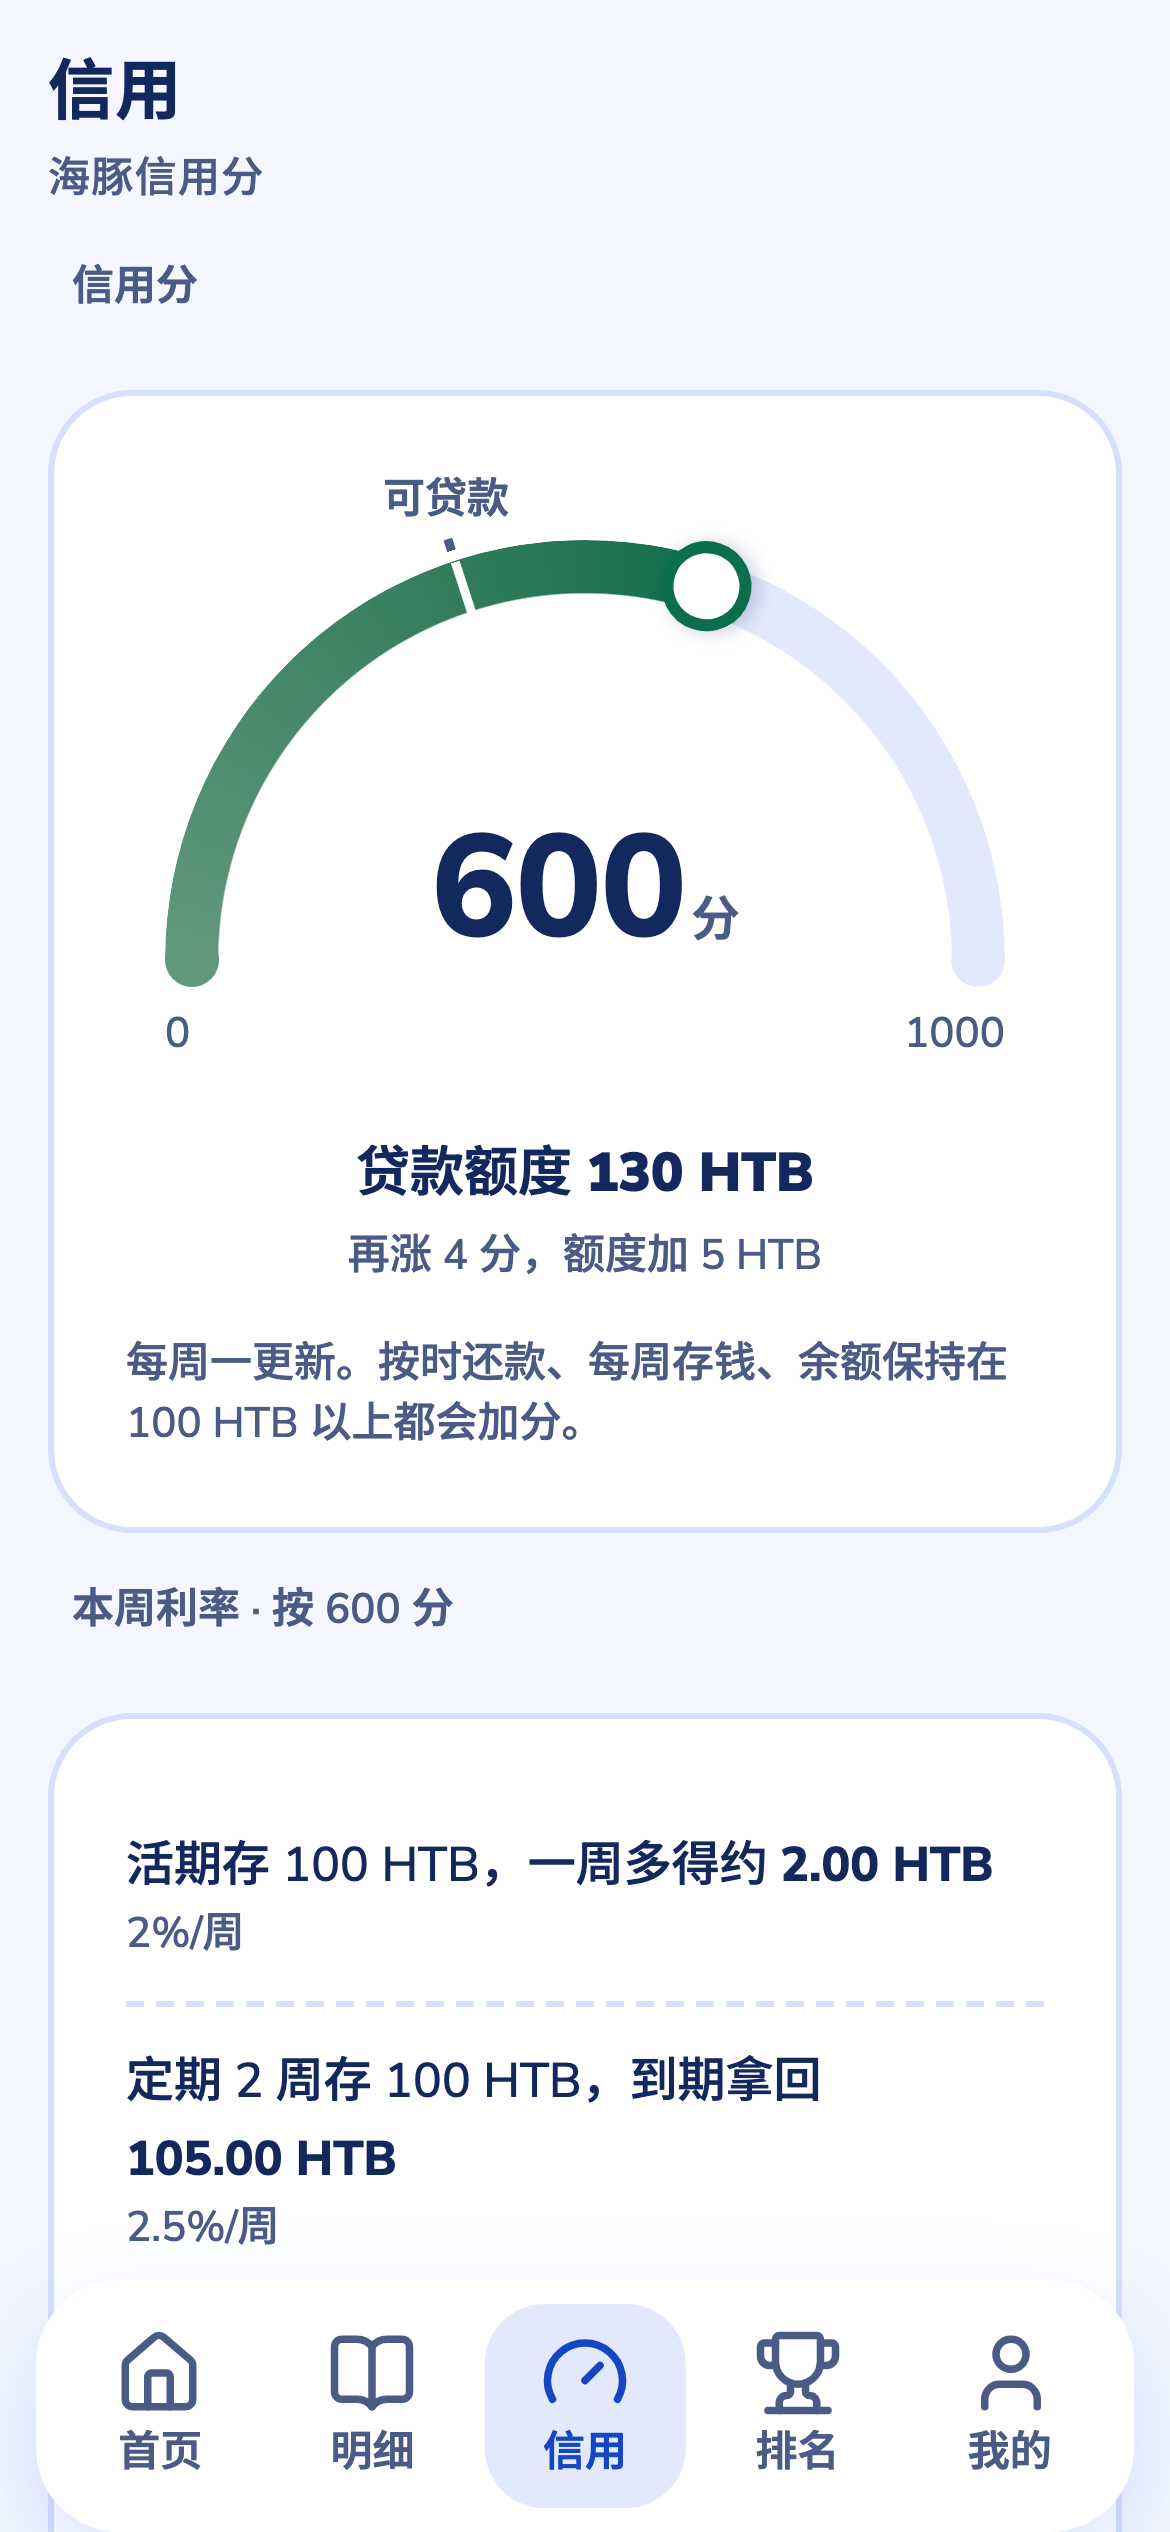 信用
海豚信用分
信用分
可贷款
600分
0
1000
贷款额度 130 HTB
再涨 4 分，额度加 5 HTB
每周一更新。按时还款、每周存钱、余额保持在
100 HTB 以上都会加分。
本周利率 · 按 600 分
活期存 100 HTB，一周多得约 2.00 HTB
2%/周
定期 2 周存 100 HTB，到期拿回
105.00 HTB
2.5%/周
首页
明细
信用
排名
我的